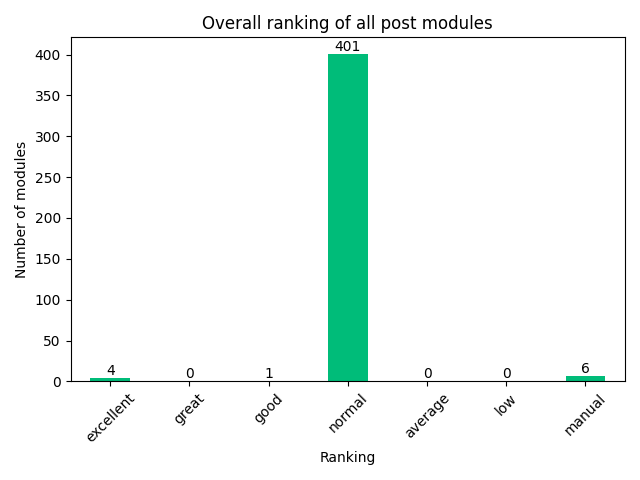 Overall ranking of all post modules
400
350
300
250
200
150
100
50
0
Number of modules
4
0
1
401
0
0
6
excellent
great
good
normal
average
low
manual
Ranking